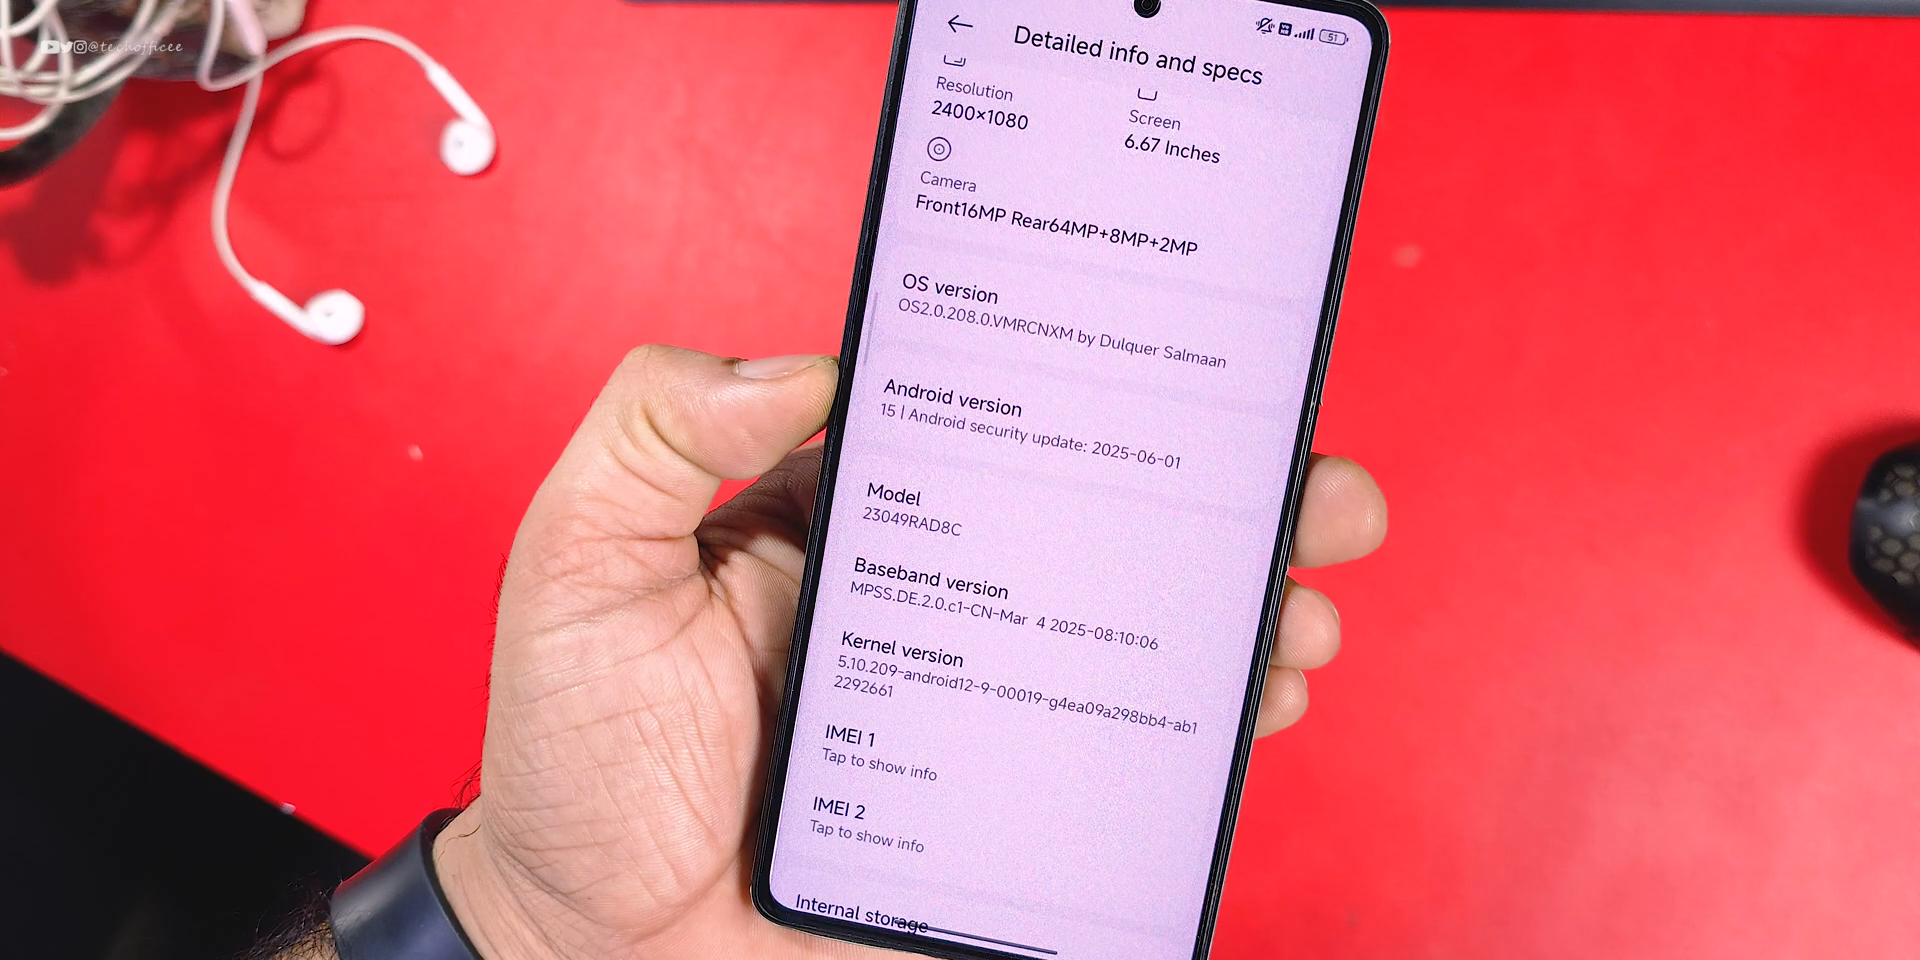 @techofficee
51
Detailed info and specs
Resolution
2400×1080
Screen
6.67 Inches
Camera
Front16MP Rear64MP+8MP+2MP
OS version
OS2.0.208.0.VMRCNXM by Dulquer Salmaan
Android version
15 | Android security update: 2025-06-01
Model
23049RAD8C
Baseband version
MPSS.DE.2.0.c1-CN-Mar  4 2025-08:10:06
Kernel version
5.10.209-android12-9-00019-g4ea09a298bb4-ab1
2292661
IMEI 1
Tap to show info
IMEI 2
Tap to show info
Internal storage